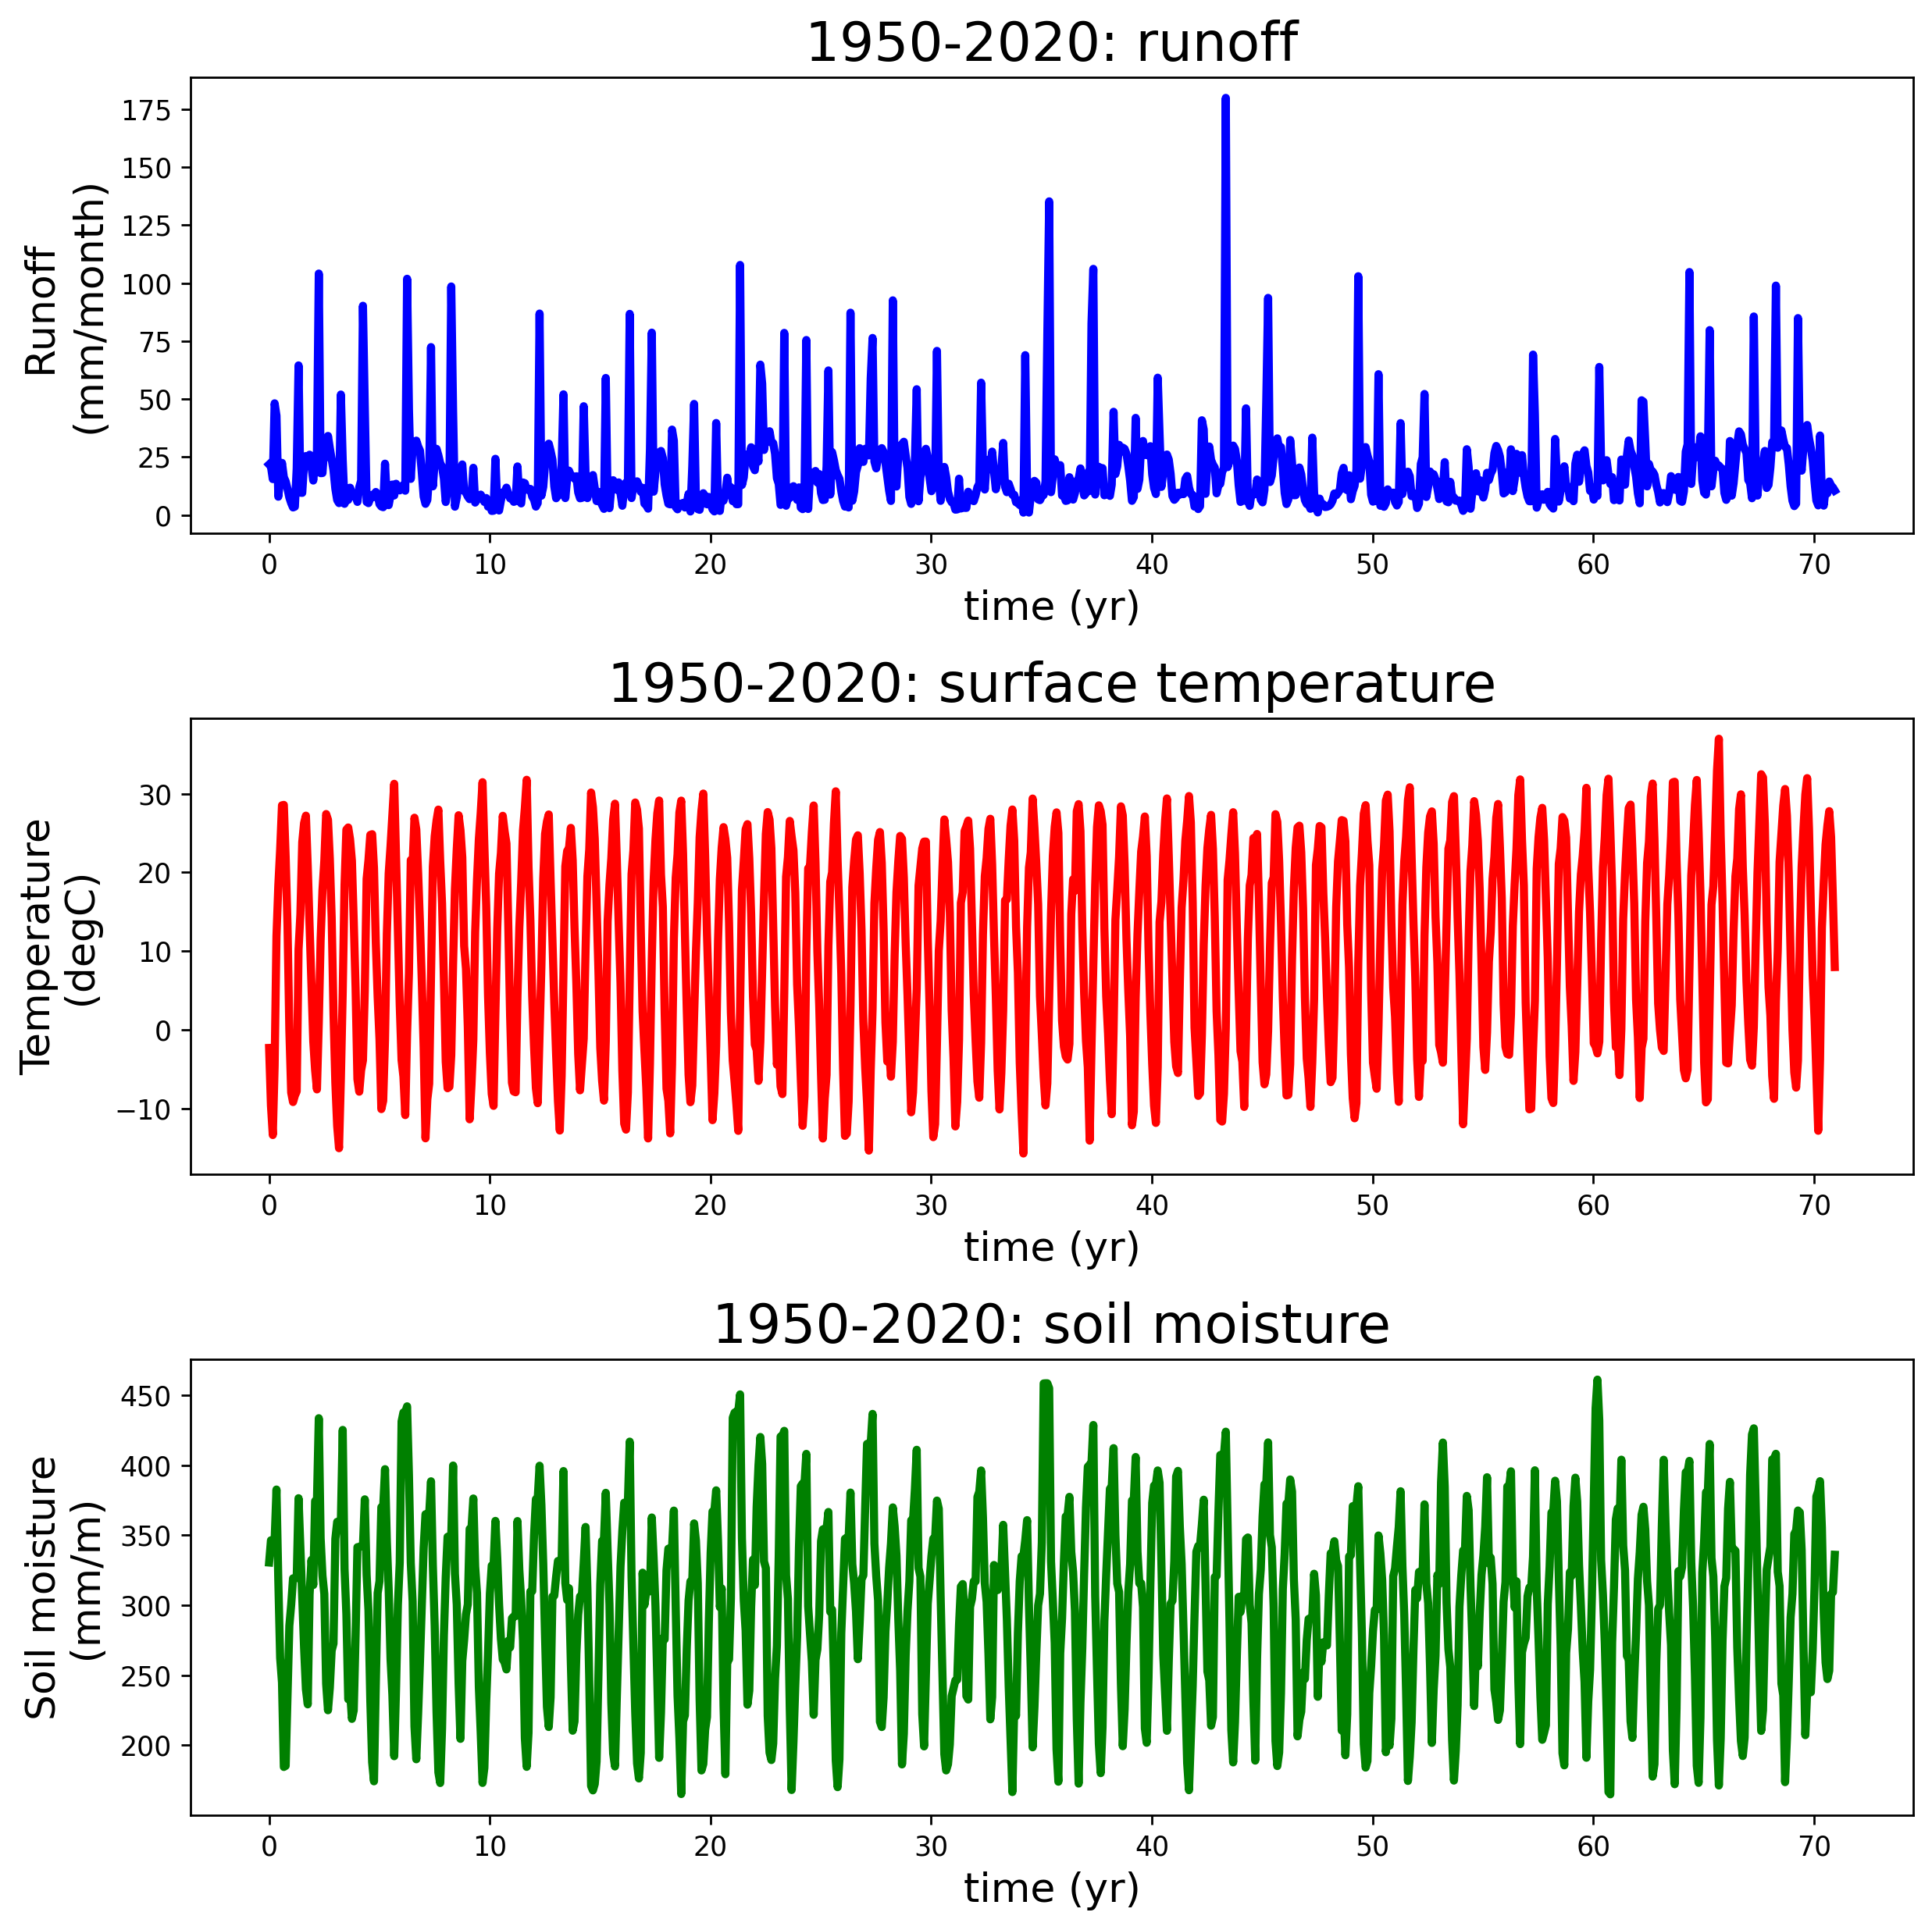 1950-2020: runoff
Runoff
(mm/month)
175
150
125
100
75
50
25
0
0 10 20 30 40 50 60 70
time (yr)
1950-2020: surface temperature
Temperature
(degC)
30
20
10
0
−10
0 10 20 30 40 50 60 70
time (yr)
1950-2020: soil moisture
Soil moisture
(mm/m)
450
400
350
300
250
200
0 10 20 30 40 50 60 70
time (yr)